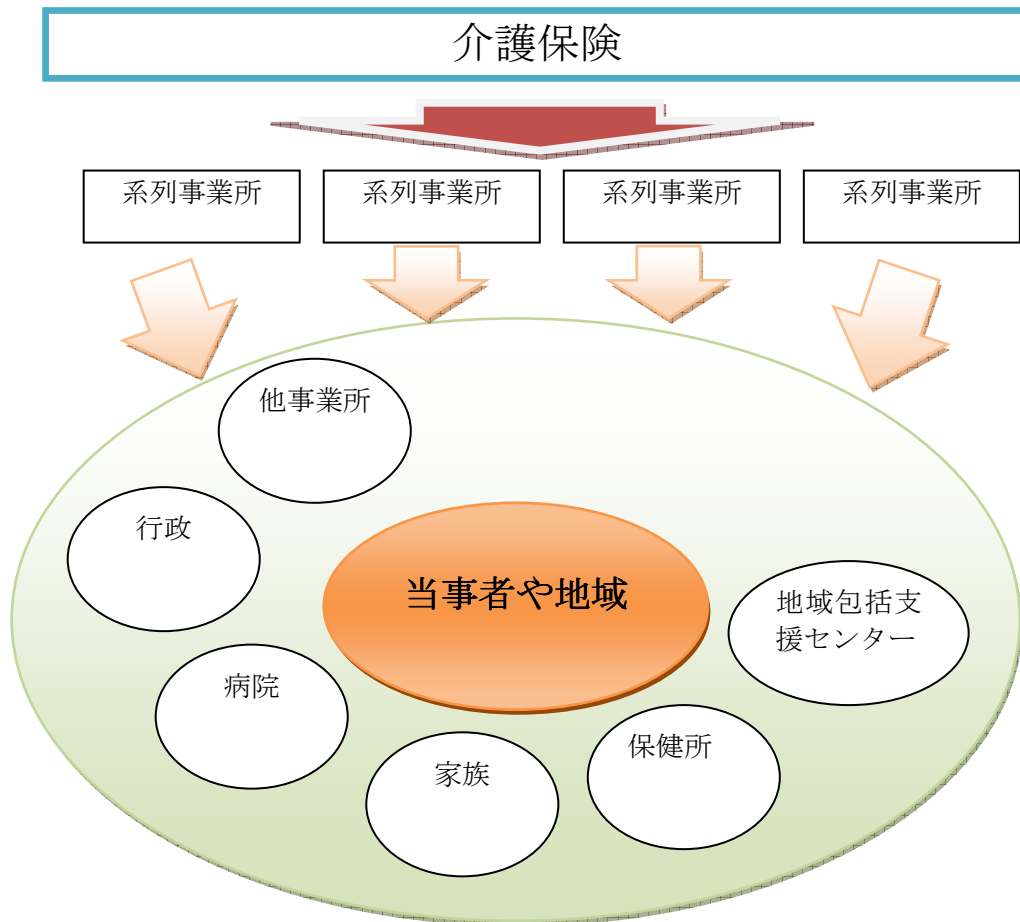 介護保険
系列事業所
系列事業所
系列事業所
系列事業所
他事業所
行政
当事者や地域
地域包括支
援センター
病院
保健所
家族